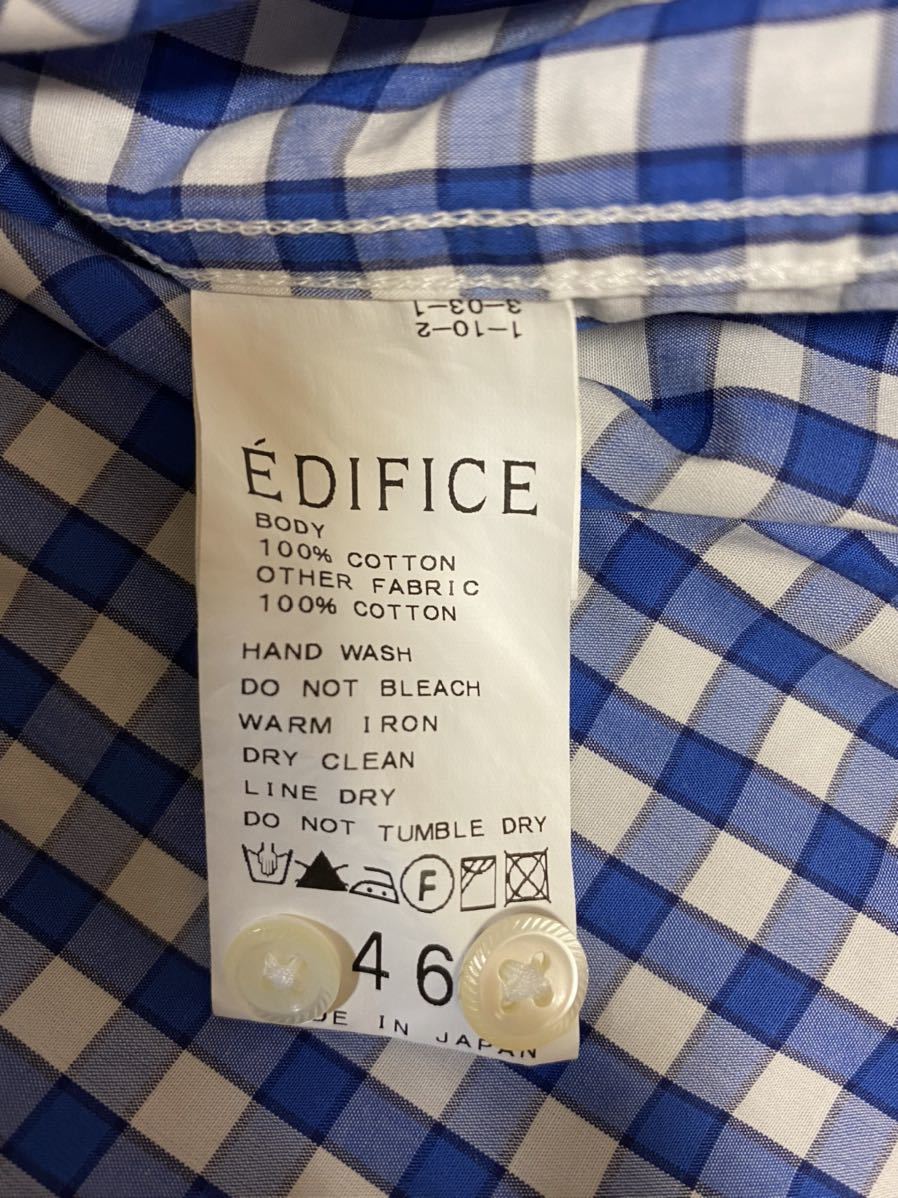 1-10-2
3-03-1
ÉDIFICE
BODY
100% COTTON
OTHER FABRIC
100% COTTON
HAND WASH
DO NOT BLEACH
WARM IRON
DRY CLEAN
LINE DRY
DO NOT TUMBLE DRY
F
46
MADE IN JAPAN